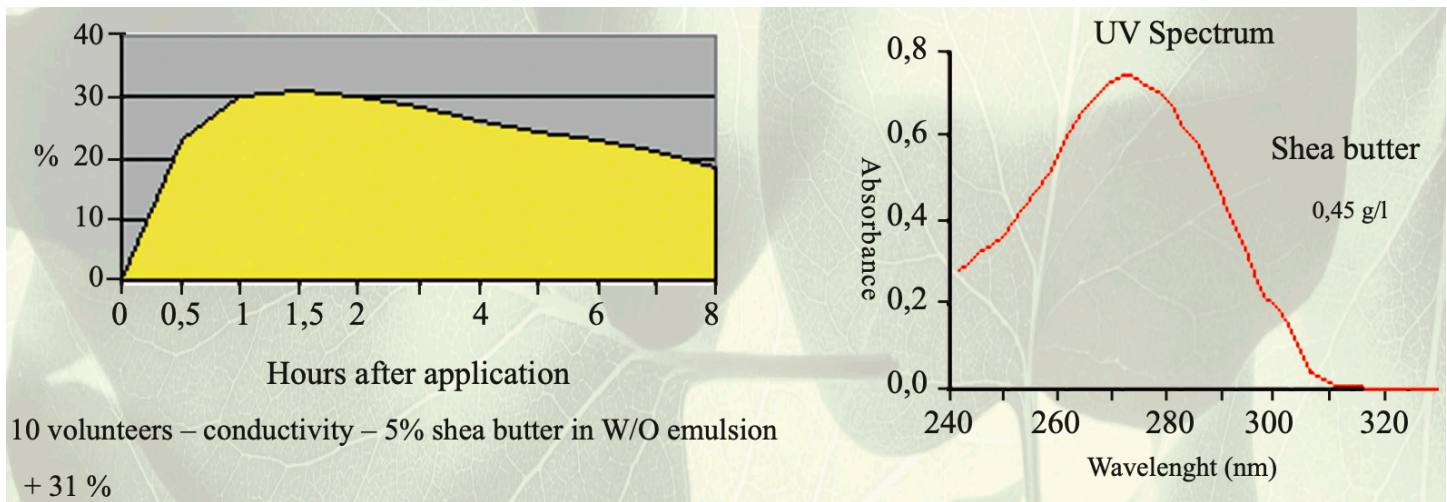 40
30
% 20
10
0
0 0,5 1 1,5 2 4 6 8
Hours after application
10 volunteers – conductivity – 5% shea butter in W/O emulsion
+ 31 %
UV Spectrum
0,8
0,6
0,4
0,2
0,0
Absorbance
Shea butter
0,45 g/l
240 260 280 300 320
Wavelenght (nm)